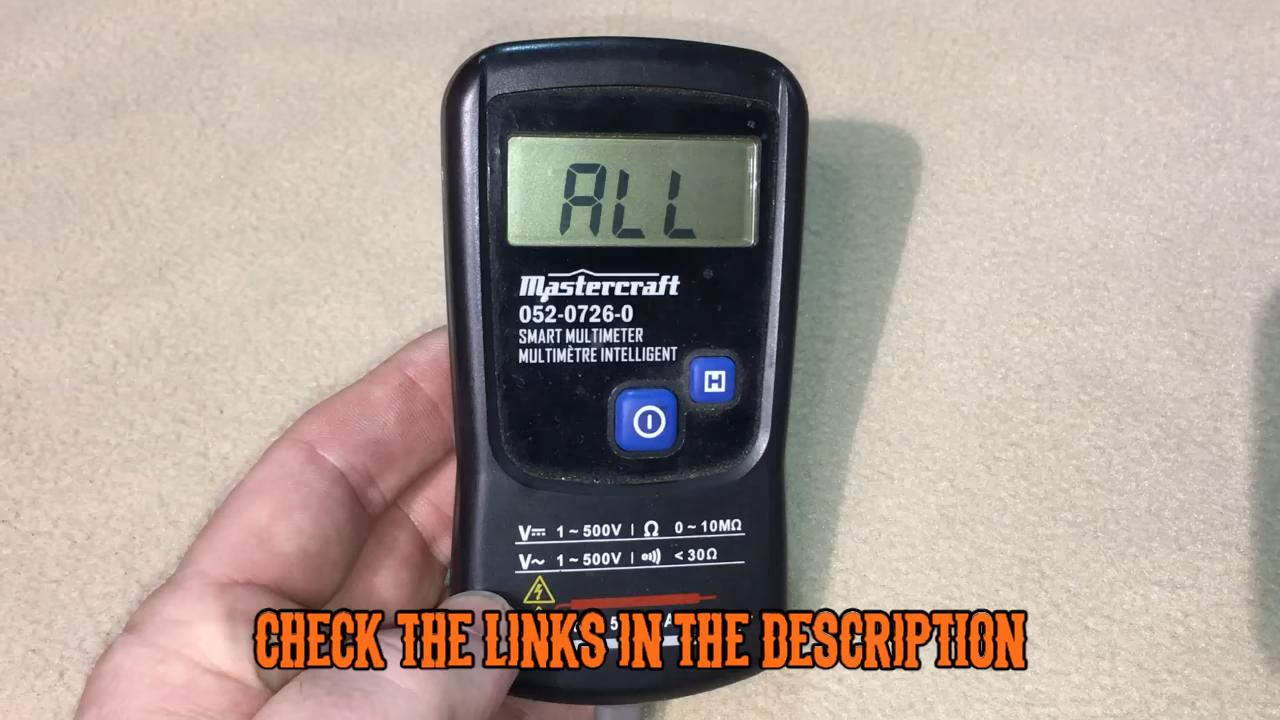 ALL
Mastercraft
052-0726-0
SMART MULTIMETER
MULTIMÈTRE INTELLIGENT
H
V⎓ 1~500V | Ω 0~10MΩ
V~ 1~500V | •))) <30Ω
CHECK THE LINKS IN THE DESCRIPTION